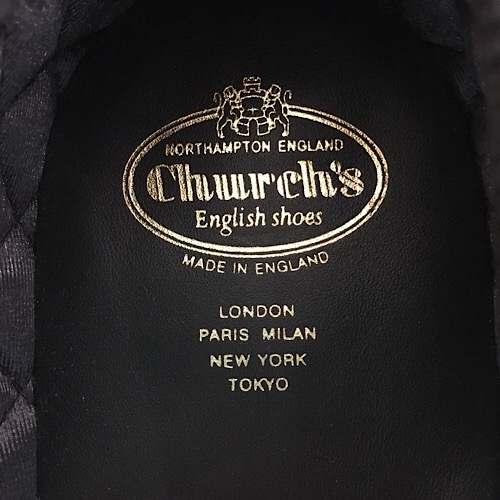 NORTHAMPTON ENGLAND
Church's
English shoes
MADE IN ENGLAND
LONDON
PARIS MILAN
NEW YORK
TOKYO